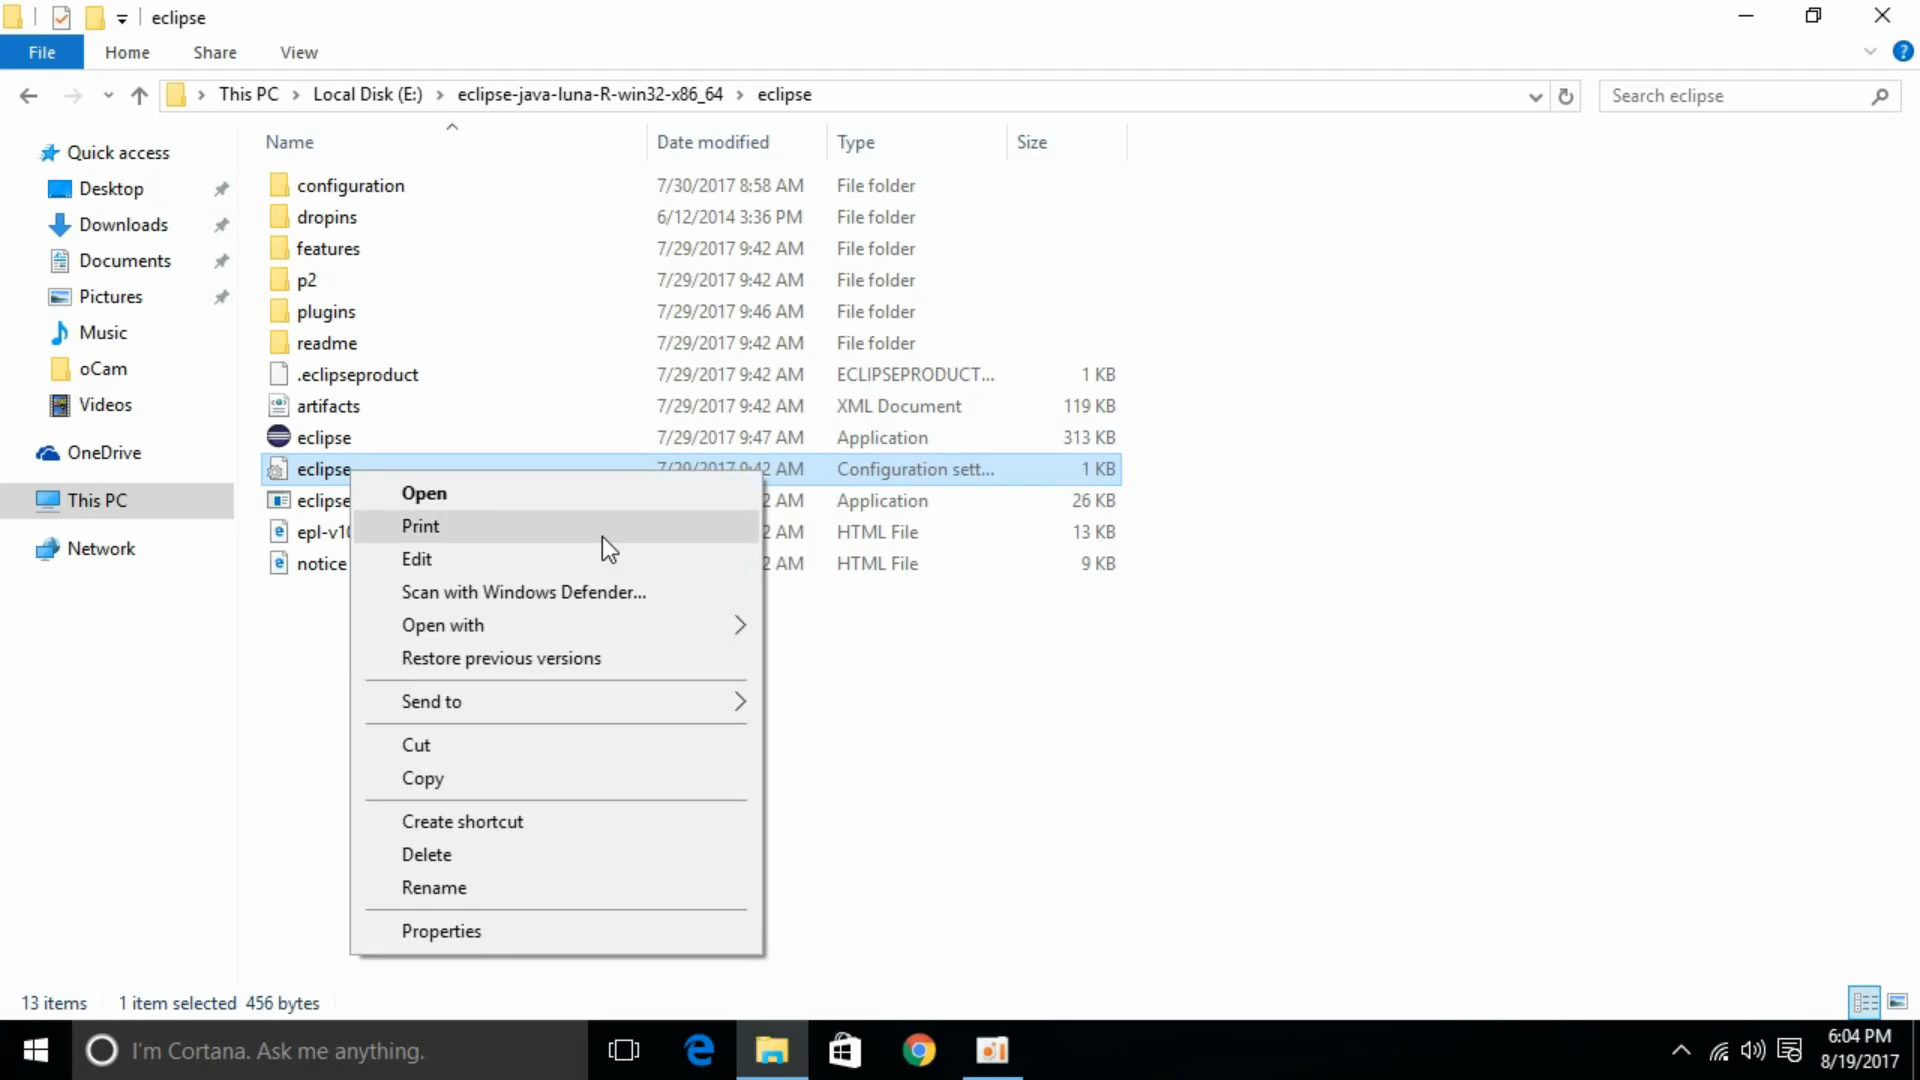 eclipse
File Home Share View
This PC Local Disk (E:) eclipse-java-luna-R-win32-x86_64 eclipse
Search eclipse
Name Date modified Type Size
Quick access
Desktop
Downloads
Documents
Pictures
Music
oCam
Videos
OneDrive
This PC
Network
configuration 7/30/2017 8:58 AM File folder
dropins 6/12/2014 3:36 PM File folder
features 7/29/2017 9:42 AM File folder
p2 7/29/2017 9:42 AM File folder
plugins 7/29/2017 9:46 AM File folder
readme 7/29/2017 9:42 AM File folder
.eclipseproduct 7/29/2017 9:42 AM ECLIPSEPRODUCT... 1 KB
artifacts 7/29/2017 9:42 AM XML Document 119 KB
eclipse 7/29/2017 9:47 AM Application 313 KB
eclipse 7/29/2017 9:42 AM Configuration sett... 1 KB
eclipse 2 AM Application 26 KB
epl-v10 2 AM HTML File 13 KB
notice 2 AM HTML File 9 KB
Open
Print
Edit
Scan with Windows Defender...
Open with
Restore previous versions
Send to
Cut
Copy
Create shortcut
Delete
Rename
Properties
13 items 1 item selected 456 bytes
I'm Cortana. Ask me anything.
6:04 PM
8/19/2017